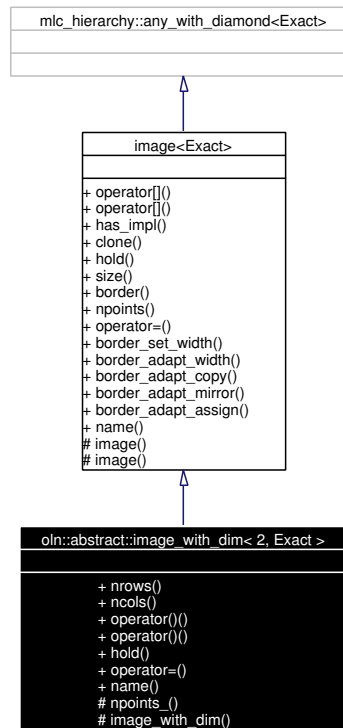 mlc_hierarchy::any_with_diamond<Exact>
image<Exact>
+ operator[]()
+ operator[]()
+ has_impl()
+ clone()
+ hold()
+ size()
+ border()
+ npoints()
+ operator=()
+ border_set_width()
+ border_adapt_width()
+ border_adapt_copy()
+ border_adapt_mirror()
+ border_adapt_assign()
+ name()
# image()
# image()
oln::abstract::image_with_dim< 2, Exact >
+ nrows()
+ ncols()
+ operator()()
+ operator()()
+ hold()
+ operator=()
+ name()
# npoints_()
# image_with_dim()